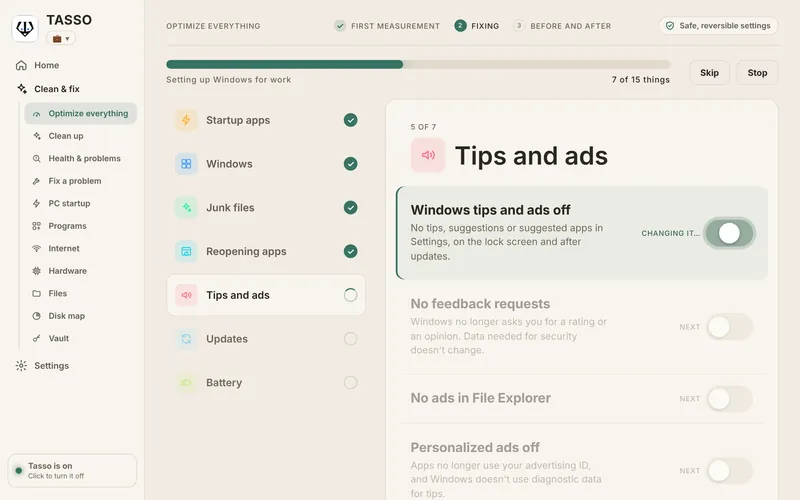 TASSO
Home
Clean & fix
Optimize everything
Clean up
Health & problems
Fix a problem
PC startup
Programs
Internet
Hardware
Files
Disk map
Vault
Settings
Tasso is on
Click to turn it off
OPTIMIZE EVERYTHING
FIRST MEASUREMENT
2 FIXING
3 BEFORE AND AFTER
Safe, reversible settings
Setting up Windows for work
7 of 15 things
Skip
Stop
Startup apps
Windows
Junk files
Reopening apps
Tips and ads
Updates
Battery
5 OF 7
Tips and ads
Windows tips and ads off
No tips, suggestions or suggested apps in
Settings, on the lock screen and after
updates.
CHANGING IT...
No feedback requests
Windows no longer asks you for a rating or
an opinion. Data needed for security
doesn't change.
NEXT
No ads in File Explorer
NEXT
Personalized ads off
Apps no longer use your advertising ID,
and Windows doesn't use diagnostic data
for tips.
NEXT